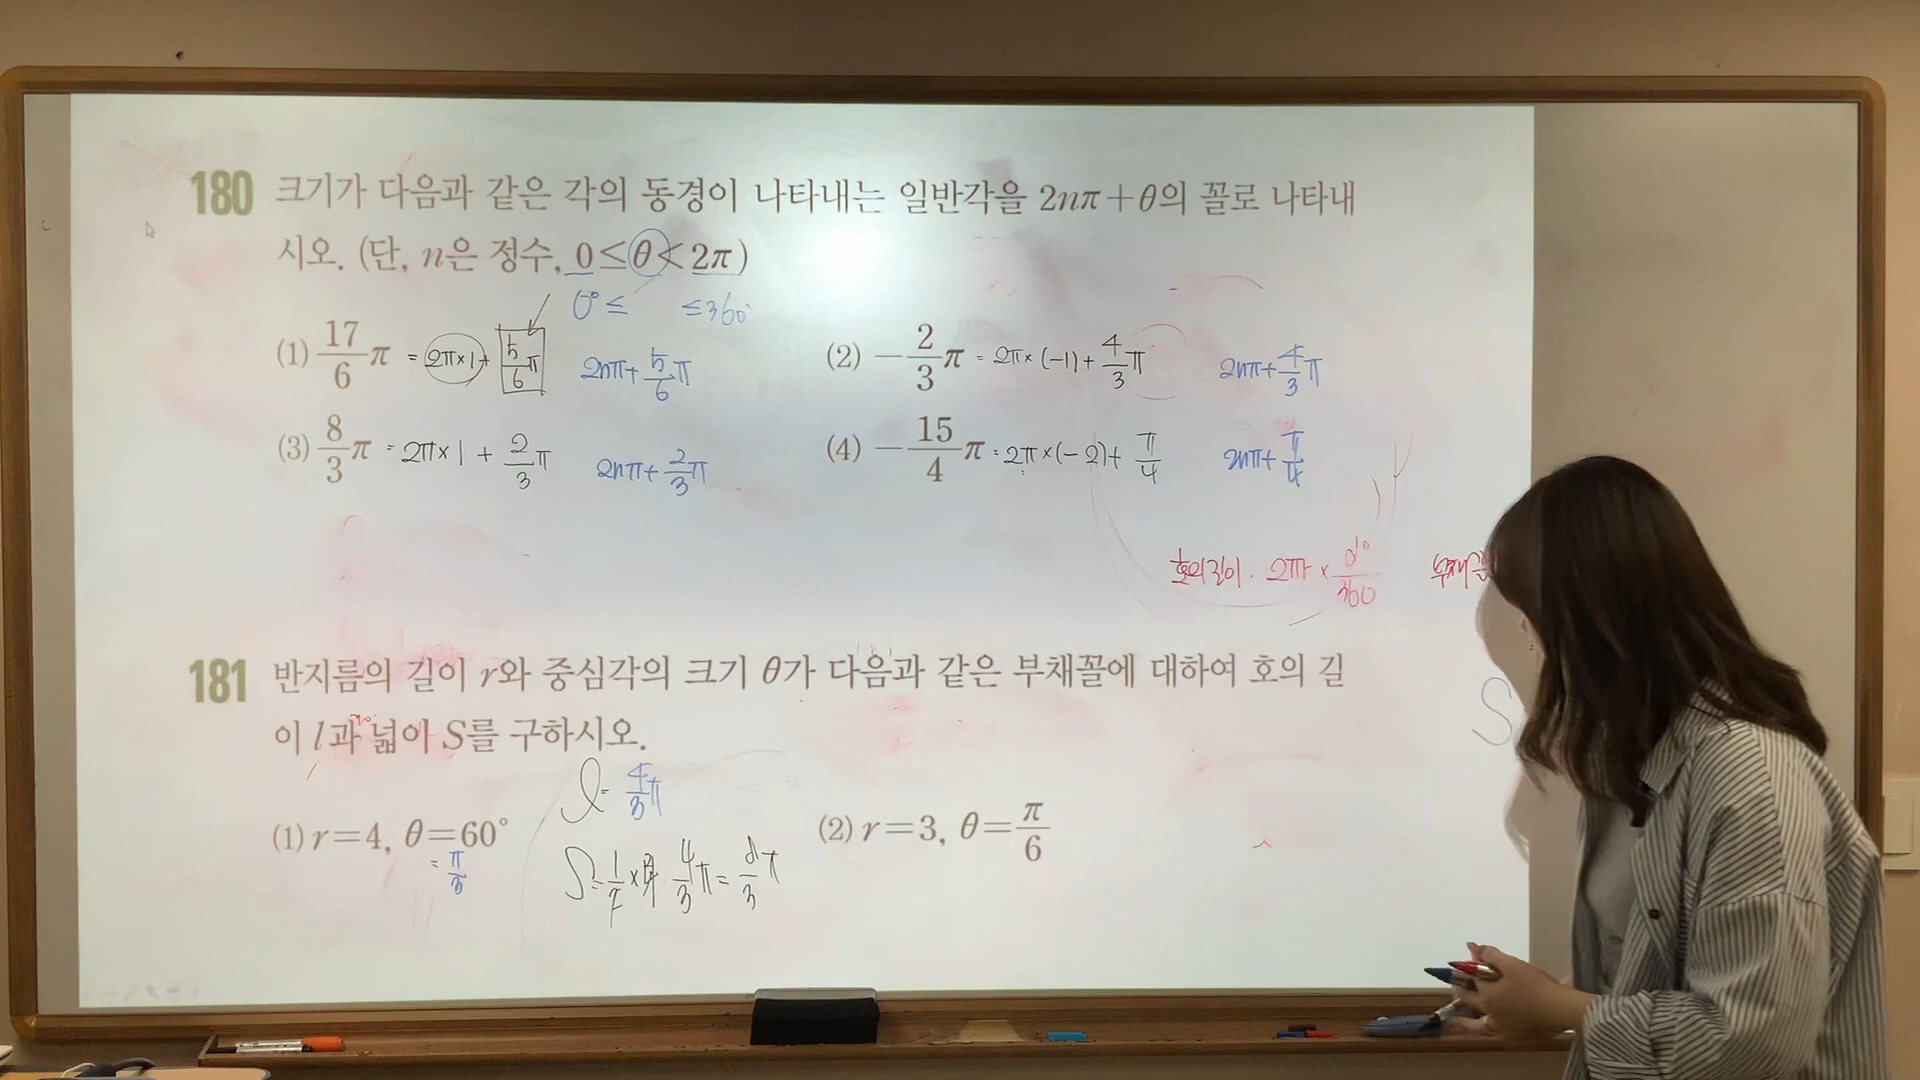 180 크기가 다음과 같은 각의 동경이 나타내는 일반각을 2nπ+θ의 꼴로 나타내
시오. (단, n은 정수, 0≤θ<2π)
0°≤ ≤360°
(1) 17/6 π = 2π×1+ 5/6 π 2nπ+ 5/6 π (2) −2/3 π = 2π×(−1)+ 4/3 π 2nπ+ 4/3 π
(3) 8/3 π = 2π×1 + 2/3 π 2nπ+ 2/3 π (4) −15/4 π = 2π×(−2)+ π/4 2nπ+ π/4
호의길이: 2πr × 360 부채꼴
181 반지름의 길이 r와 중심각의 크기 θ가 다음과 같은 부채꼴에 대하여 호의 길
이 l과 넓이 S를 구하시오.
S
l= 4/3 π
(1) r=4, θ=60° (2) r=3, θ=π/6
= π/3
S= 4/3 π = π